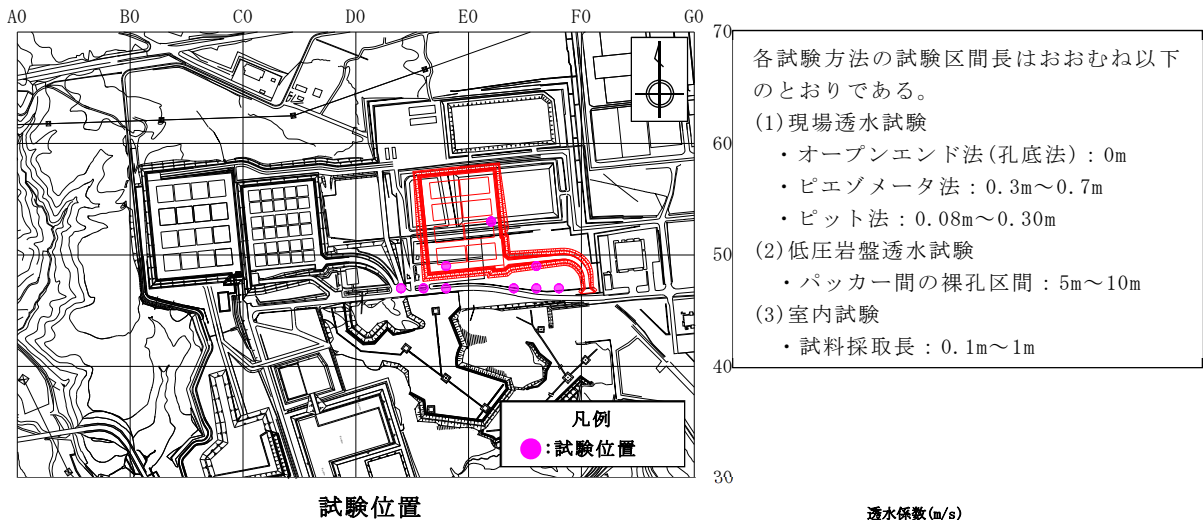 A0 B0 C0 D0 E0 F0 G0
70
60
50
40
30
凡例
:試験位置
試験位置
各試験方法の試験区間長はおおむね以下
のとおりである。
(1)現場透水試験
・オープンエンド法(孔底法)：0m
・ピエゾメータ法：0.3m～0.7m
・ピット法：0.08m～0.30m
(2)低圧岩盤透水試験
・パッカー間の裸孔区間：5m～10m
(3)室内試験
・試料採取長：0.1m～1m
透水係数(m/s)